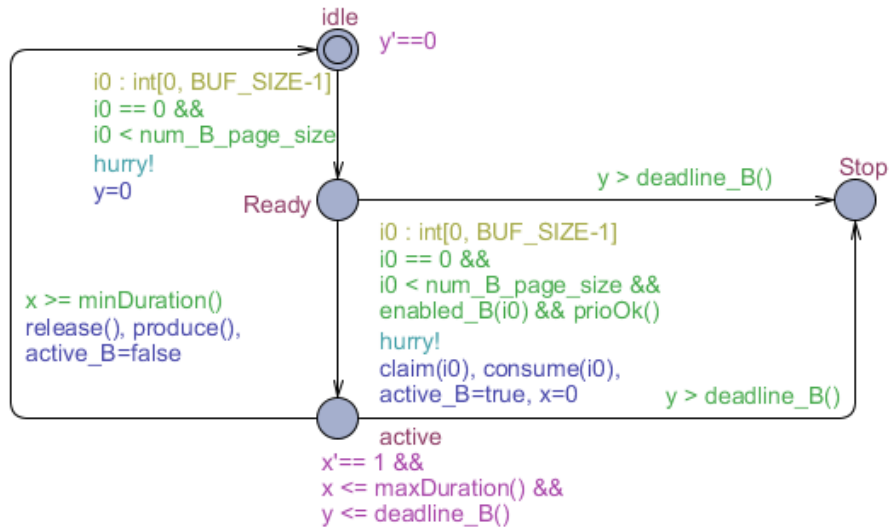 idle
y'==0
i0 : int[0, BUF_SIZE-1]
i0 == 0 &&
i0 < num_B_page_size
hurry!
y=0
Ready
y > deadline_B()
Stop
i0 : int[0, BUF_SIZE-1]
i0 == 0 &&
i0 < num_B_page_size &&
enabled_B(i0) && prioOk()
hurry!
claim(i0), consume(i0),
active_B=true, x=0
x >= minDuration()
release(), produce(),
active_B=false
y > deadline_B()
active
x'== 1 &&
x <= maxDuration() &&
y <= deadline_B()